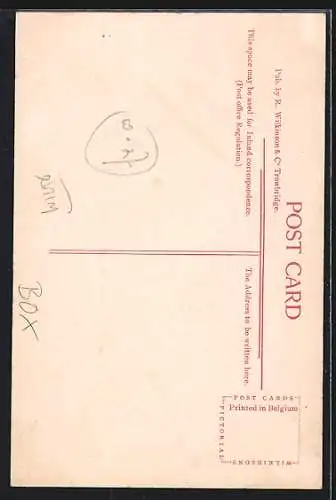 POST CARD
Pub. by R. Wilkinson & Co Trowbridge.
This space may be used for Inland correspondence.
(Post office Regulation.)
The Address to be written here.
POST CARDS
Printed in Belgium
PICTORIAL
WILKINSONS
BOX